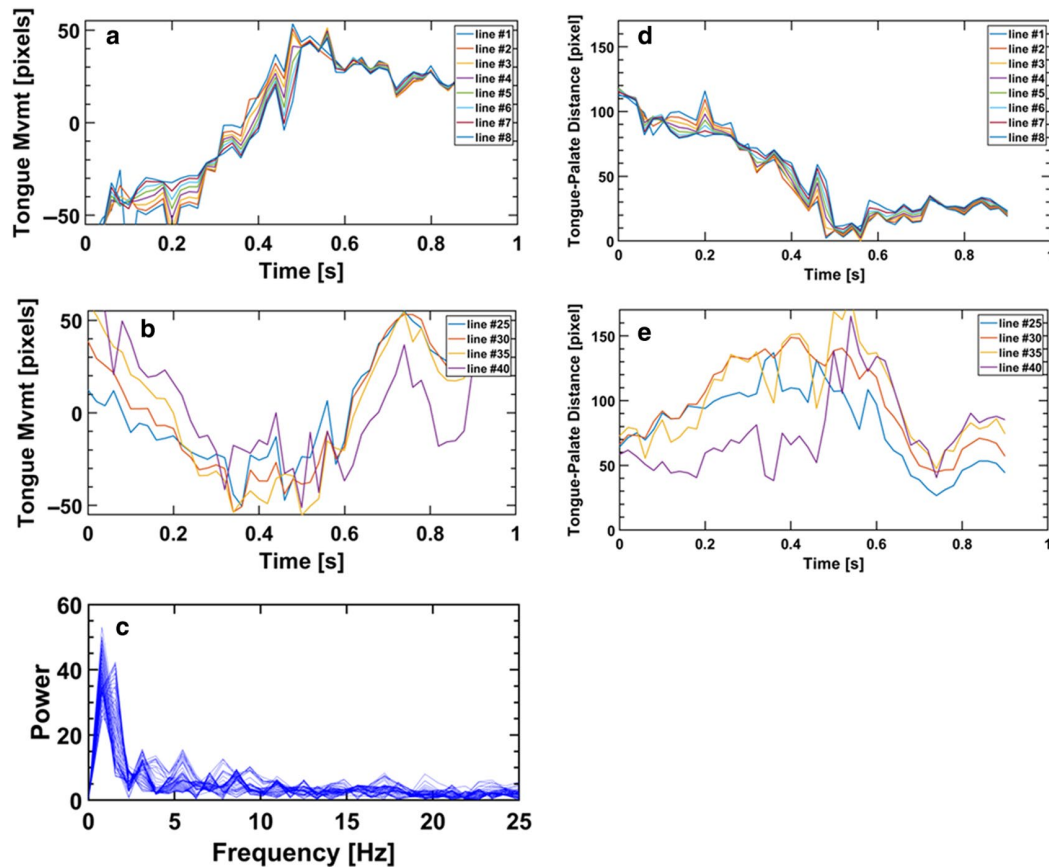 a
Tongue Mvmt [pixels]
50
0
−50
0 0.2 0.4 0.6 0.8 1
Time [s]
line #1
line #2
line #3
line #4
line #5
line #6
line #7
line #8
d
Tongue-Palate Distance [pixel]
150
100
50
0
0 0.2 0.4 0.6 0.8 1
Time [s]
line #1
line #2
line #3
line #4
line #5
line #6
line #7
line #8
b
Tongue Mvmt [pixels]
50
0
−50
0 0.2 0.4 0.6 0.8 1
Time [s]
line #25
line #30
line #35
line #40
e
Tongue-Palate Distance [pixel]
150
100
50
0
0 0.2 0.4 0.6 0.8 1
Time [s]
line #25
line #30
line #35
line #40
c
Power
60
40
20
0
0 5 10 15 20 25
Frequency [Hz]